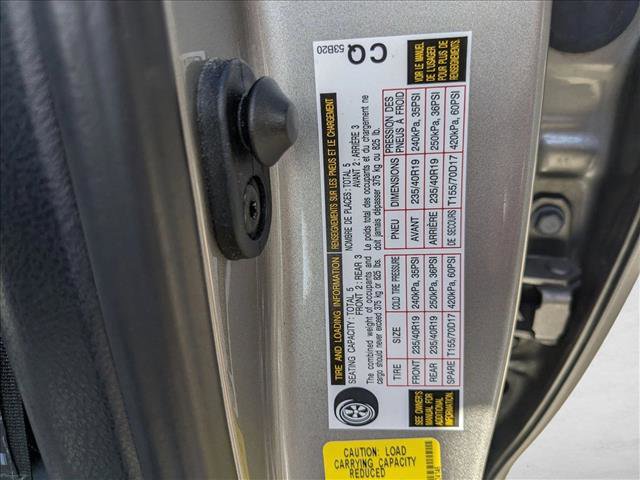 TIRE AND LOADING INFORMATION
RENSEIGNEMENTS SUR LES PNEUS ET LE CHARGEMENT
SEATING CAPACITY: TOTAL 5
FRONT 2: REAR 3
NOMBRE DE PLACES: TOTAL 5
AVANT 2: ARRIÈRE 3
The combined weight of occupants and
cargo should never exceed 375 kg or 825 lbs.
Le poids total des occupants et du chargement ne
doit jamais dépasser 375 kg ou 825 lb.
TIRE SIZE COLD TIRE PRESSURE PNEU DIMENSIONS PRESSION DES PNEUS À FROID
FRONT 235/40R19 240kPa, 35PSI AVANT 235/40R19 240kPa, 35PSI
REAR 235/40R19 250kPa, 36PSI ARRIÈRE 235/40R19 250kPa, 36PSI
SPARE T155/70D17 420kPa, 60PSI DE SECOURS T155/70D17 420kPa, 60PSI
SEE OWNER'S
MANUAL FOR
ADDITIONAL
INFORMATION
VOIR LE MANUEL
DE L'USAGER
POUR PLUS DE
RENSEIGNEMENTS
53B20
CQ
CAUTION: LOAD
CARRYING CAPACITY
REDUCED